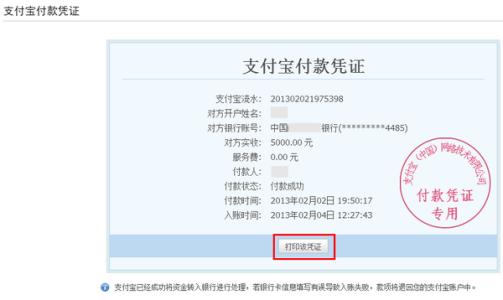 支付宝付款凭证
支付宝付款凭证
支付宝流水: 201302021975398
对方开户姓名:
对方银行账号: 中国 银行(*********4485)
对方实收: 5000.00 元
服务费: 0.00 元
付款人:
付款状态: 付款成功
付款时间: 2013年02月02日 19:50:17
入账时间: 2013年02月04日 12:27:43
支付宝（中国）网络技术有限公司
付款凭证
专用
打印该凭证
支付宝已经成功将资金转入银行进行处理，若银行卡信息填写有误导致入账失败，款项将退回您的支付宝账户中。